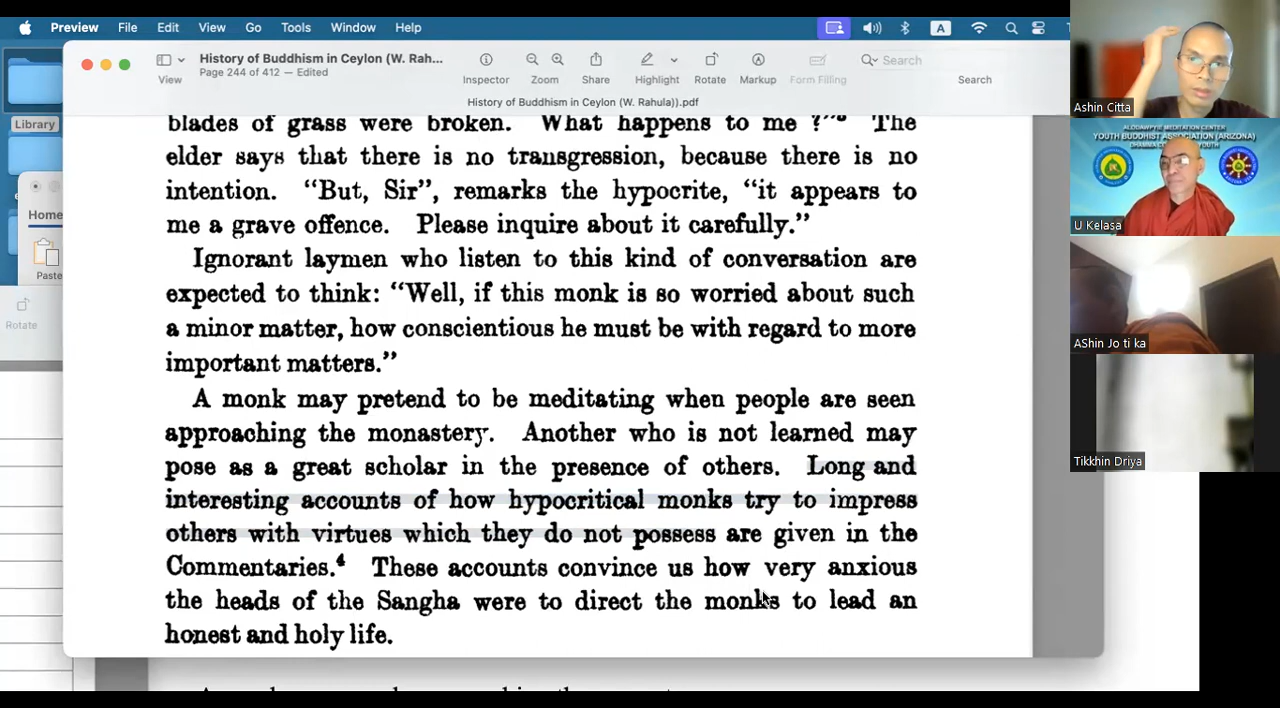 Preview File Edit View Go Tools Window Help
A
History of Buddhism in Ceylon (W. Rah...
Page 244 of 412 — Edited
View
Inspector
Zoom
Share
Highlight
Rotate
Markup
Form Filling
Search
Search
History of Buddhism in Ceylon (W. Rahula)).pdf
Library
Home
Paste
Rotate
blades of grass were broken. What happens to me ?" The
elder says that there is no transgression, because there is no
intention. "But, Sir", remarks the hypocrite, "it appears to
me a grave offence. Please inquire about it carefully."
Ignorant laymen who listen to this kind of conversation are
expected to think: "Well, if this monk is so worried about such
a minor matter, how conscientious he must be with regard to more
important matters."
A monk may pretend to be meditating when people are seen
approaching the monastery. Another who is not learned may
pose as a great scholar in the presence of others. Long and
interesting accounts of how hypocritical monks try to impress
others with virtues which they do not possess are given in the
Commentaries.⁴ These accounts convince us how very anxious
the heads of the Sangha were to direct the monks to lead an
honest and holy life.
Ashin Citta
MEDITATION CENTER
YOUTH BUDDHIST ASSOCIATION (ARIZONA)
U Kelasa
AShin Jo ti ka
Tikkhin Driya